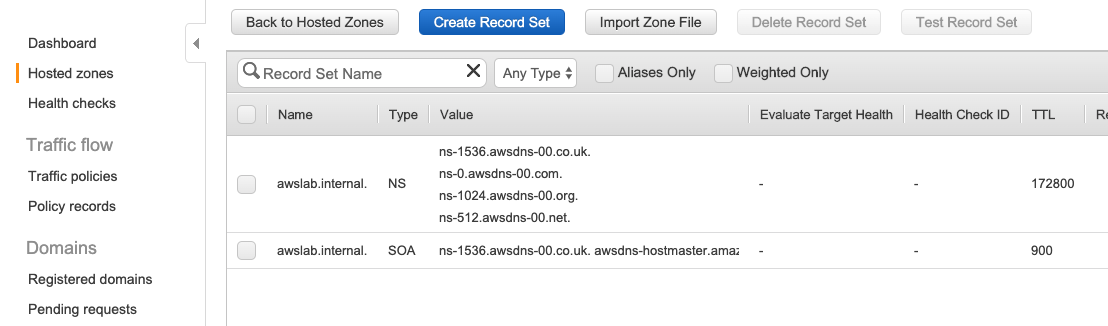 Back to Hosted Zones Create Record Set Import Zone File Delete Record Set Test Record Set
Dashboard
Hosted zones
Health checks
Traffic flow
Traffic policies
Policy records
Domains
Registered domains
Pending requests
Record Set Name Any Type Aliases Only Weighted Only
Name Type Value Evaluate Target Health Health Check ID TTL
ns-1536.awsdns-00.co.uk.
ns-0.awsdns-00.com.
awslab.internal. NS - - 172800
ns-1024.awsdns-00.org.
ns-512.awsdns-00.net.
awslab.internal. SOA ns-1536.awsdns-00.co.uk. awsdns-hostmaster.amaz - - 900